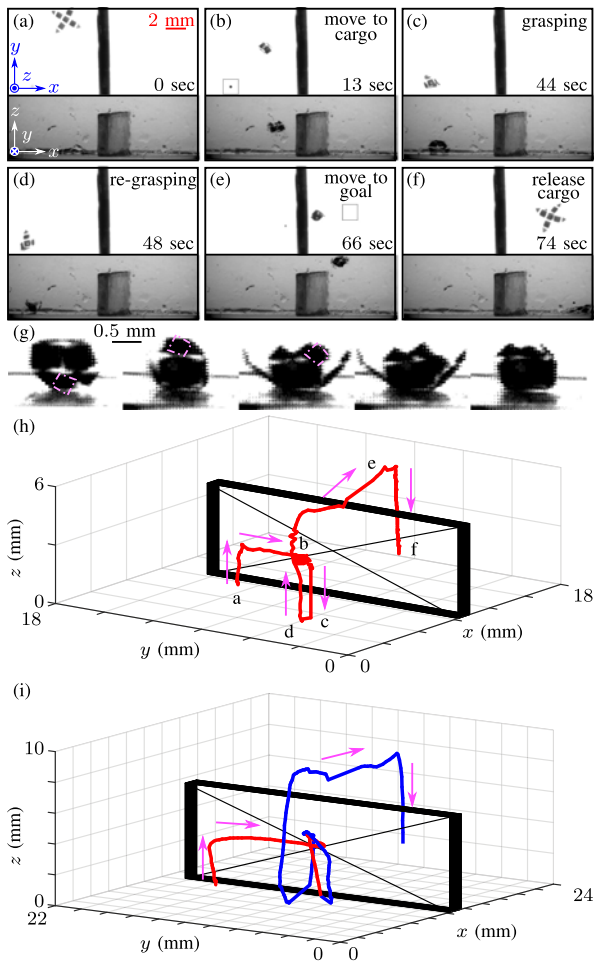 (a) 2 mm
y
z
x
0 sec
z
y
x
(b) move to
cargo
13 sec
(c) grasping
44 sec
(d) re-grasping
48 sec
(e) move to
goal
66 sec
(f) release
cargo
74 sec
(g) 0.5 mm
(h)
6
z (mm)
0
18
y (mm)
0
0
x (mm)
18
a
b
c
d
e
f
(i)
10
z (mm)
0
22
y (mm)
0
0
x (mm)
24